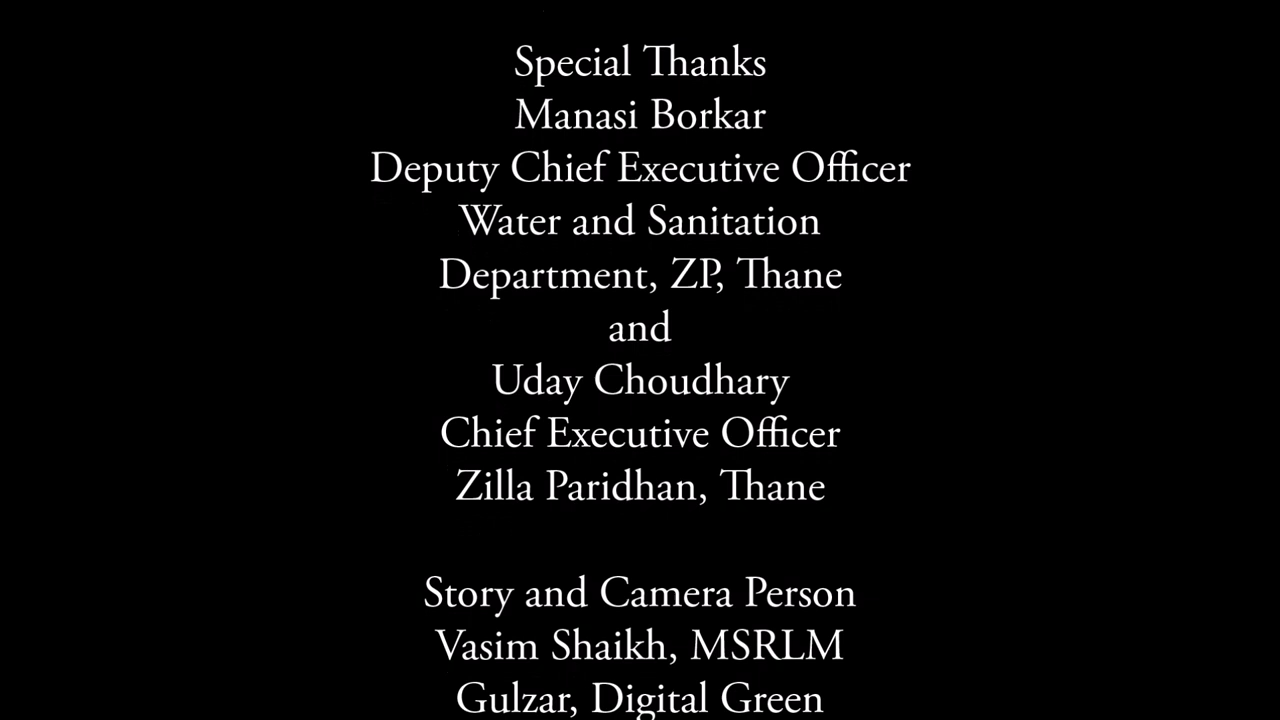 Special Thanks
Manasi Borkar
Deputy Chief Executive Officer
Water and Sanitation
Department, ZP, Thane
and
Uday Choudhary
Chief Executive Officer
Zilla Paridhan, Thane
Story and Camera Person
Vasim Shaikh, MSRLM
Gulzar, Digital Green